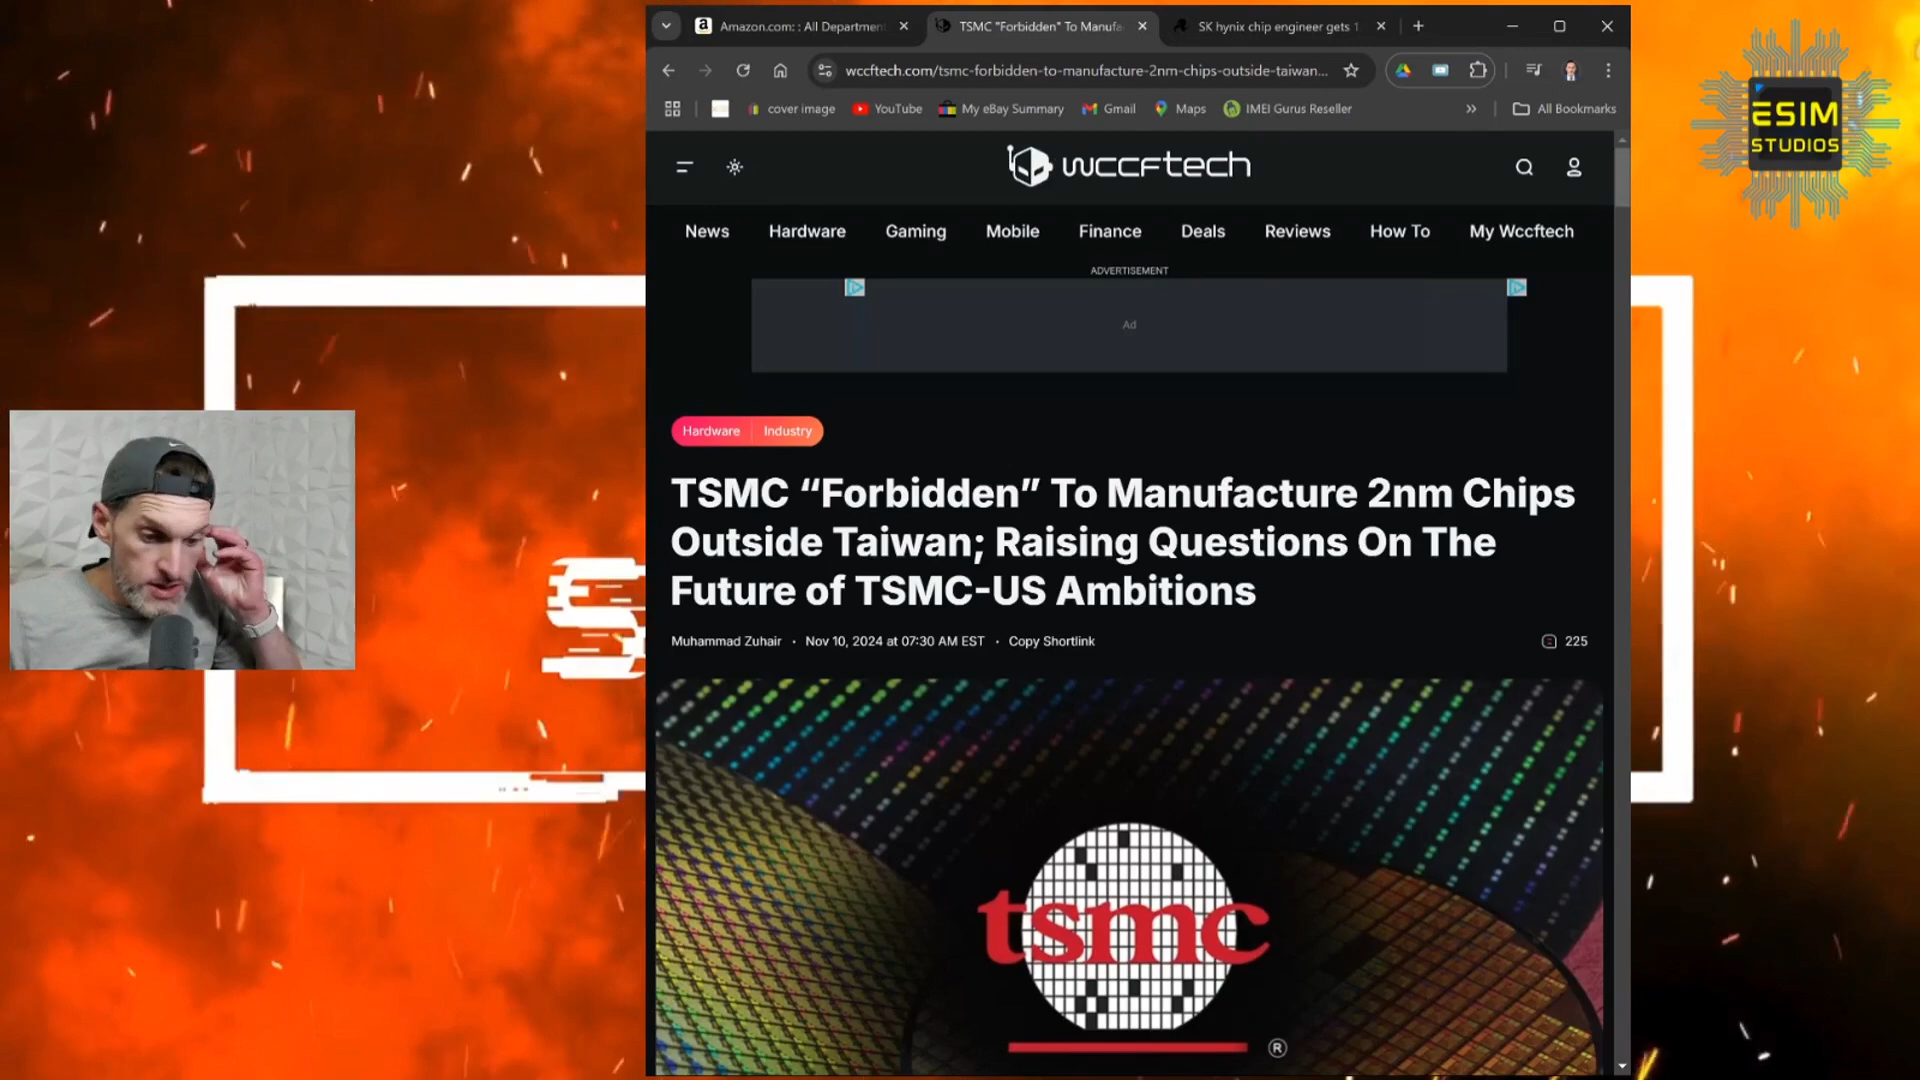 Amazon.com: : All Departmen
TSMC "Forbidden" To Manufa
SK hynix chip engineer gets 1
wccftech.com/tsmc-forbidden-to-manufacture-2nm-chips-outside-taiwan...
cover image
YouTube
My eBay Summary
Gmail
Maps
IMEI Gurus Reseller
»
All Bookmarks
ESIM
STUDIOS
wccftech
News
Hardware
Gaming
Mobile
Finance
Deals
Reviews
How To
My Wccftech
ADVERTISEMENT
Ad
Hardware
Industry
TSMC “Forbidden” To Manufacture 2nm Chips
Outside Taiwan; Raising Questions On The
Future of TSMC-US Ambitions
Muhammad Zuhair • Nov 10, 2024 at 07:30 AM EST • Copy Shortlink
225
S
tsmc
®